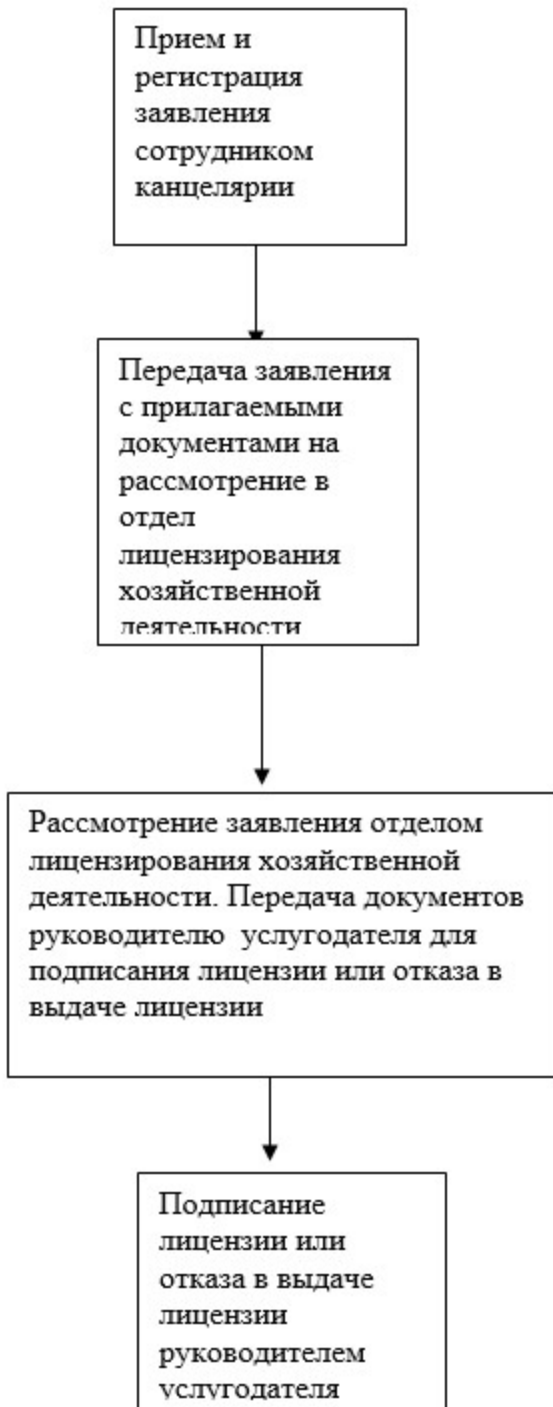 Прием и
регистрация
заявления
сотрудником
канцелярии
Передача заявления
с прилагаемыми
документами на
рассмотрение в
отдел
лицензирования
хозяйственной
деятельности
Рассмотрение заявления отделом
лицензирования хозяйственной
деятельности. Передача документов
руководителю услугодателя для
подписания лицензии или отказа в
выдаче лицензии
Подписание
лицензии или
отказа в выдаче
лицензии
руководителем
услугодателя